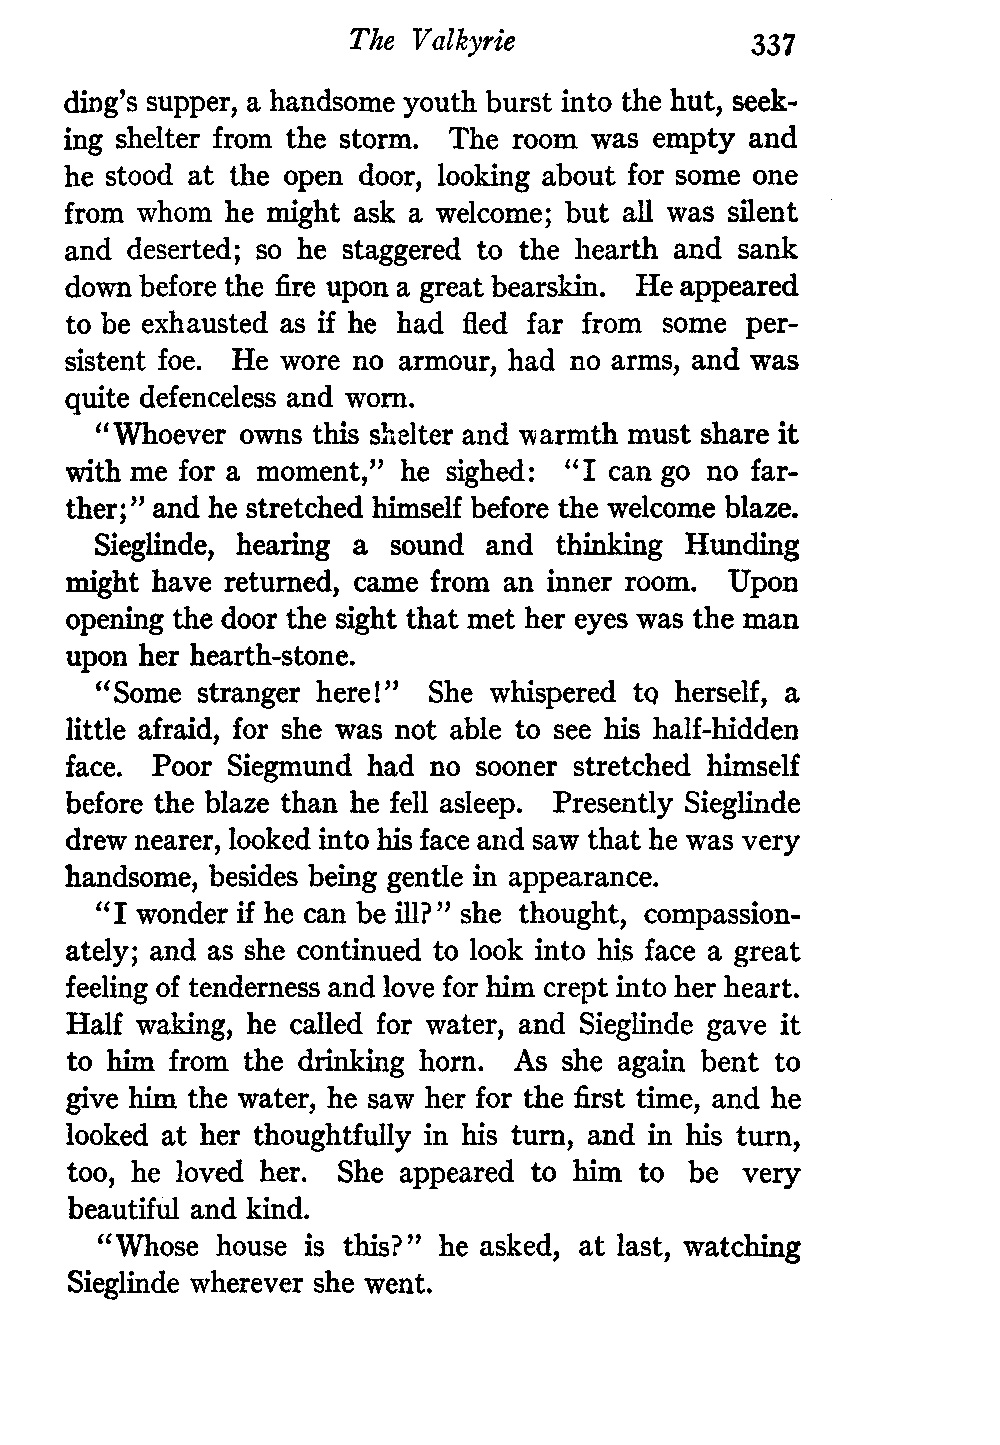 The Valkyrie 337
ding's supper, a handsome youth burst into the hut, seek-
ing shelter from the storm. The room was empty and
he stood at the open door, looking about for some one
from whom he might ask a welcome; but all was silent
and deserted; so he staggered to the hearth and sank
down before the fire upon a great bearskin. He appeared
to be exhausted as if he had fled far from some per-
sistent foe. He wore no armour, had no arms, and was
quite defenceless and worn.
"Whoever owns this shelter and warmth must share it
with me for a moment," he sighed: "I can go no far-
ther;" and he stretched himself before the welcome blaze.
Sieglinde, hearing a sound and thinking Hunding
might have returned, came from an inner room. Upon
opening the door the sight that met her eyes was the man
upon her hearth-stone.
"Some stranger here!" She whispered to herself, a
little afraid, for she was not able to see his half-hidden
face. Poor Siegmund had no sooner stretched himself
before the blaze than he fell asleep. Presently Sieglinde
drew nearer, looked into his face and saw that he was very
handsome, besides being gentle in appearance.
"I wonder if he can be ill?" she thought, compassion-
ately; and as she continued to look into his face a great
feeling of tenderness and love for him crept into her heart.
Half waking, he called for water, and Sieglinde gave it
to him from the drinking horn. As she again bent to
give him the water, he saw her for the first time, and he
looked at her thoughtfully in his turn, and in his turn,
too, he loved her. She appeared to him to be very
beautiful and kind.
"Whose house is this?" he asked, at last, watching
Sieglinde wherever she went.